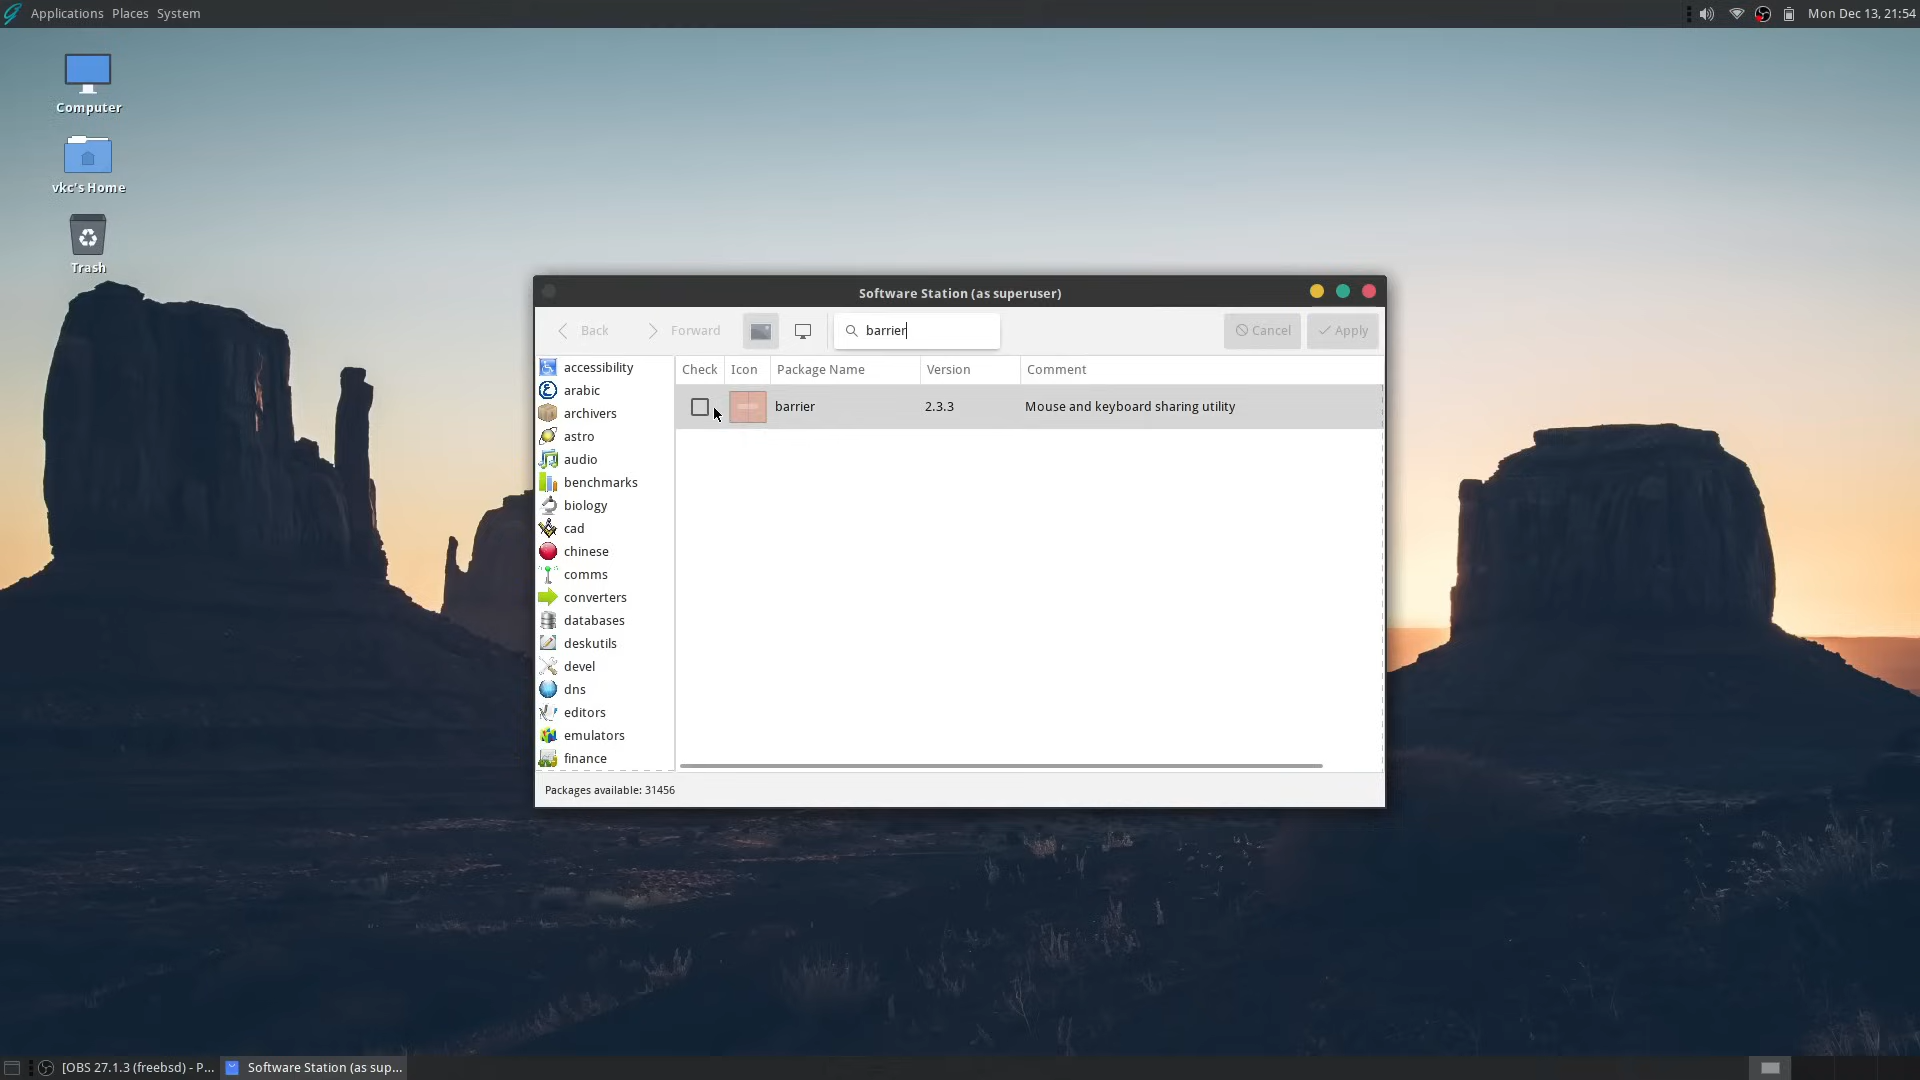 Applications Places System
Mon Dec 13, 21:54
Computer
vkc's Home
Trash
Software Station (as superuser)
Back
Forward
barrier
Cancel
Apply
accessibility
arabic
archivers
astro
audio
benchmarks
biology
cad
chinese
comms
converters
databases
deskutils
devel
dns
editors
emulators
finance
Check Icon Package Name Version Comment
barrier 2.3.3 Mouse and keyboard sharing utility
Packages available: 31456
[OBS 27.1.3 (freebsd) - P...
Software Station (as sup...